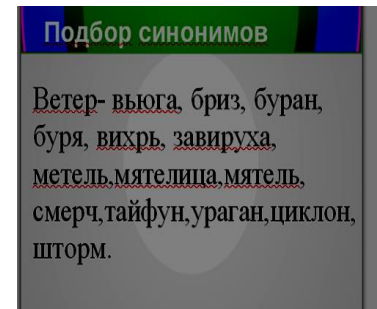 Подбор синонимов
Ветер- вьюга, бриз, буран,
буря, вихрь, завируха,
метель,мятелица,мятель,
смерч,тайфун,ураган,циклон,
шторм.